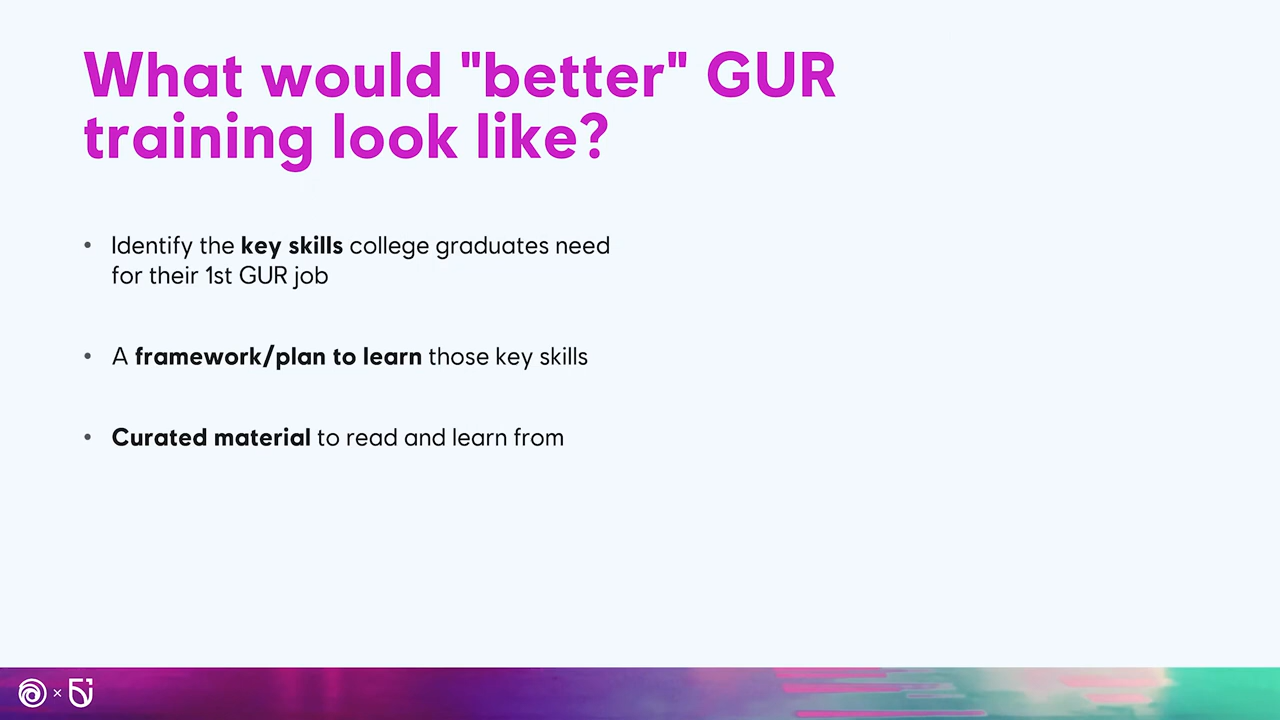 What would "better" GUR
training look like?
• Identify the key skills college graduates need
for their 1st GUR job
• A framework/plan to learn those key skills
• Curated material to read and learn from
×